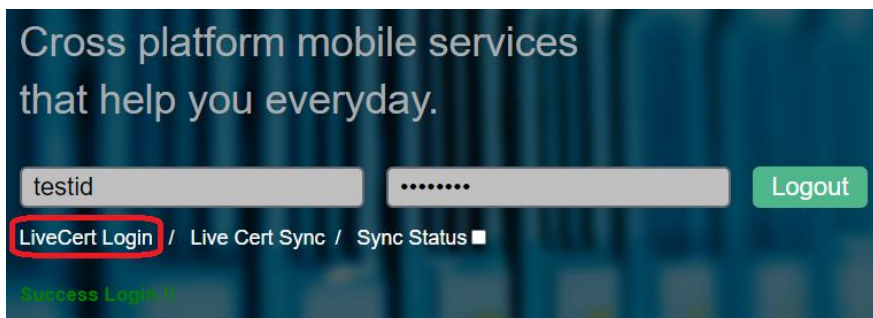 Cross platform mobile services
that help you everyday.
testid
•••••••• Logout
LiveCert Login / Live Cert Sync / Sync Status
Success Login !!